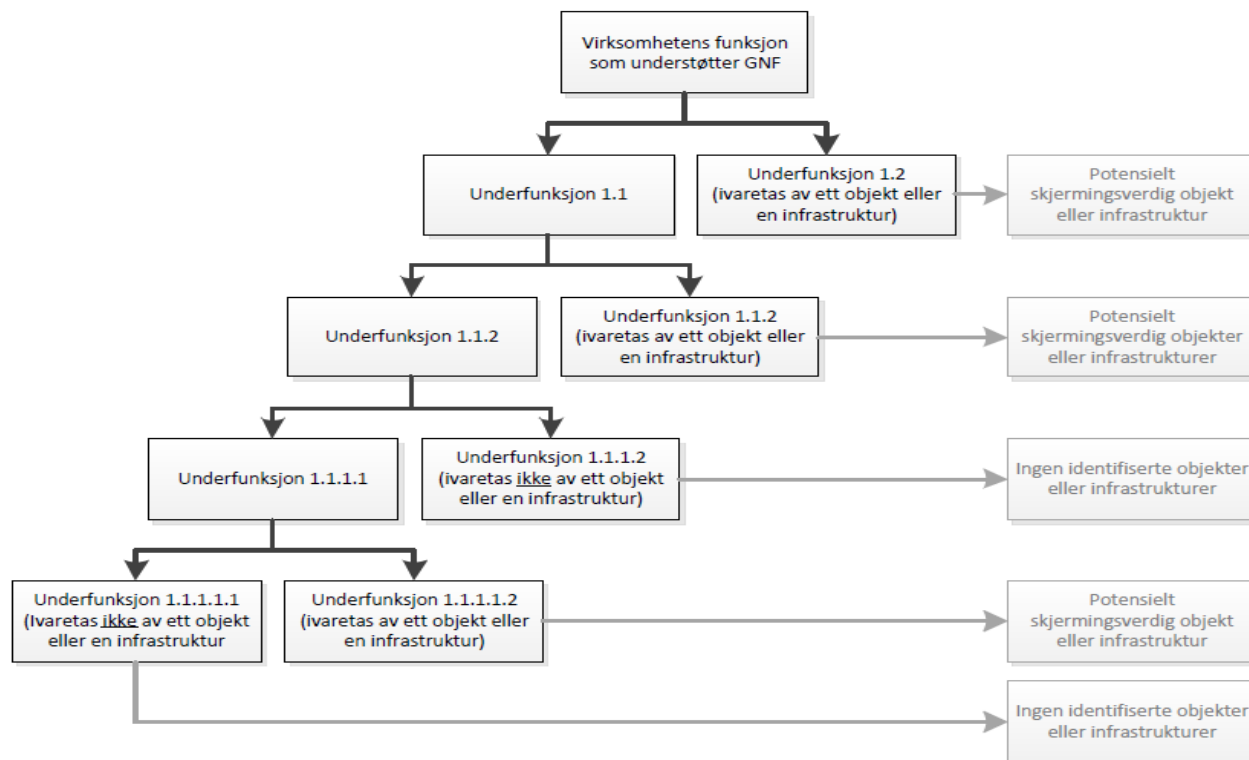 Virksomhetens funksjon
som understøtter GNF
Underfunksjon 1.1
Underfunksjon 1.2
(ivaretas av ett objekt eller
en infrastruktur)
Potensielt
skjermingsverdig objekt
eller infrastruktur
Underfunksjon 1.1.2
Underfunksjon 1.1.2
(ivaretas av ett objekt eller
en infrastruktur)
Potensielt
skjermingsverdig objekter
eller infrastrukturer
Underfunksjon 1.1.1.1
Underfunksjon 1.1.1.2
(ivaretas ikke av ett objekt
eller en infrastruktur)
Ingen identifiserte objekter
eller infrastrukturer
Underfunksjon 1.1.1.1.1
(Ivaretas ikke av ett objekt
eller en infrastruktur
Underfunksjon 1.1.1.1.2
(ivaretas av ett objekt eller
en infrastruktur)
Potensielt
skjermingsverdig objekt
eller infrastruktur
Ingen identifiserte objekter
eller infrastrukturer